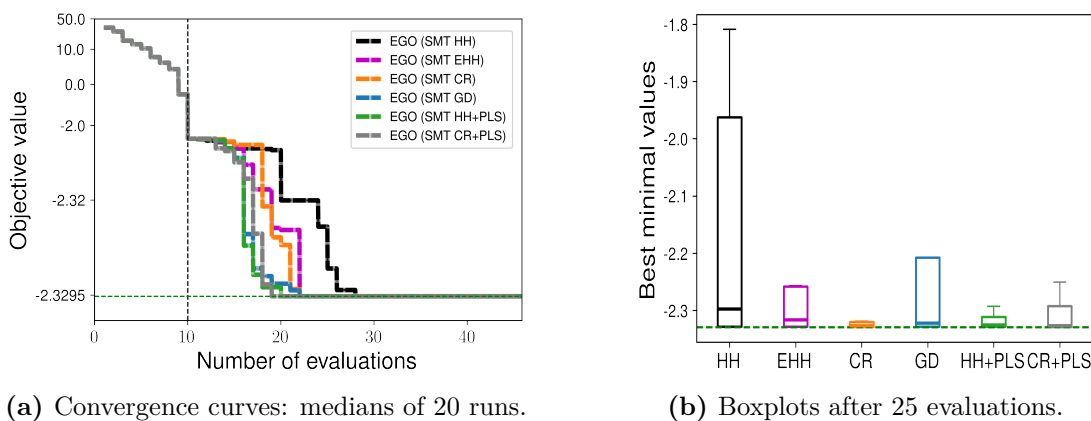 50.0
10.0
0.0
-2.0
-2.32
-2.3295
Objective value
0
10
20
30
40
Number of evaluations
EGO (SMT HH)
EGO (SMT EHH)
EGO (SMT CR)
EGO (SMT GD)
EGO (SMT HH+PLS)
EGO (SMT CR+PLS)
(a) Convergence curves: medians of 20 runs.
-1.8
-1.9
-2.0
-2.1
-2.2
-2.3
Best minimal values
HH
EHH
CR
GD
HH+PLS
CR+PLS
(b) Boxplots after 25 evaluations.